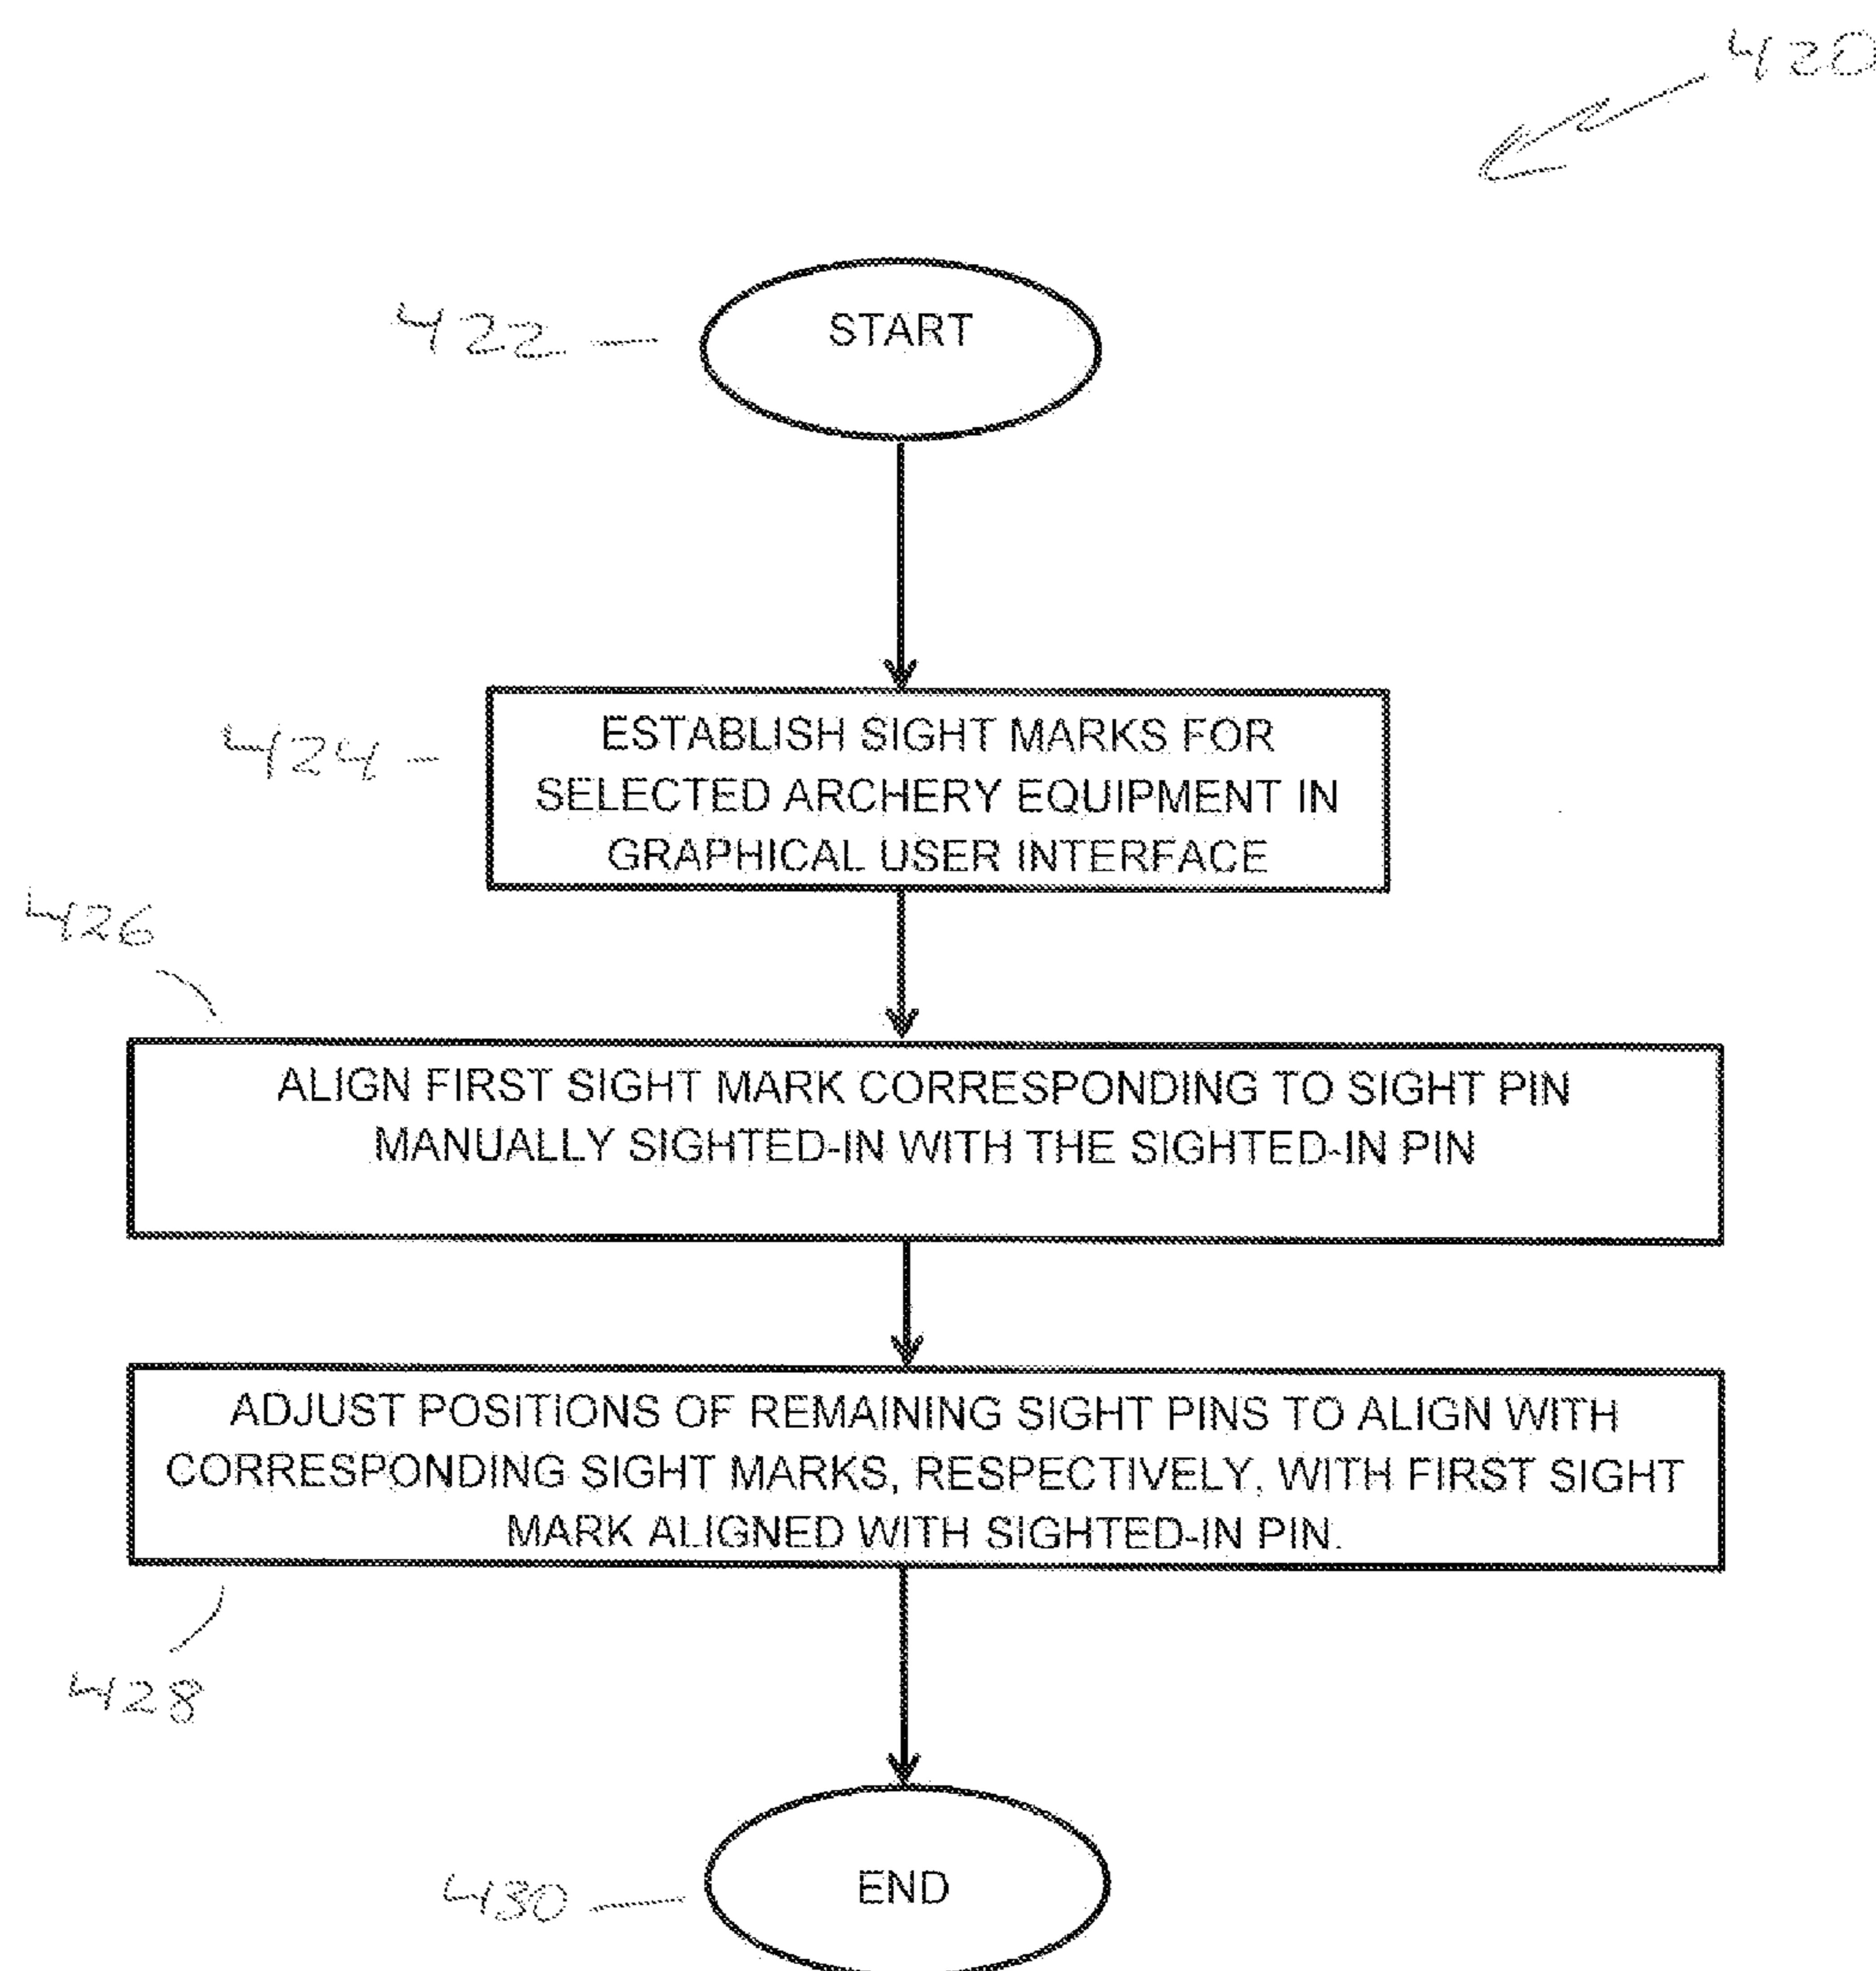 420
422
START
424
ESTABLISH SIGHT MARKS FOR
SELECTED ARCHERY EQUIPMENT IN
GRAPHICAL USER INTERFACE
426
ALIGN FIRST SIGHT MARK CORRESPONDING TO SIGHT PIN
MANUALLY SIGHTED-IN WITH THE SIGHTED-IN PIN
ADJUST POSITIONS OF REMAINING SIGHT PINS TO ALIGN WITH
CORRESPONDING SIGHT MARKS, RESPECTIVELY, WITH FIRST SIGHT
MARK ALIGNED WITH SIGHTED-IN PIN.
428
430
END